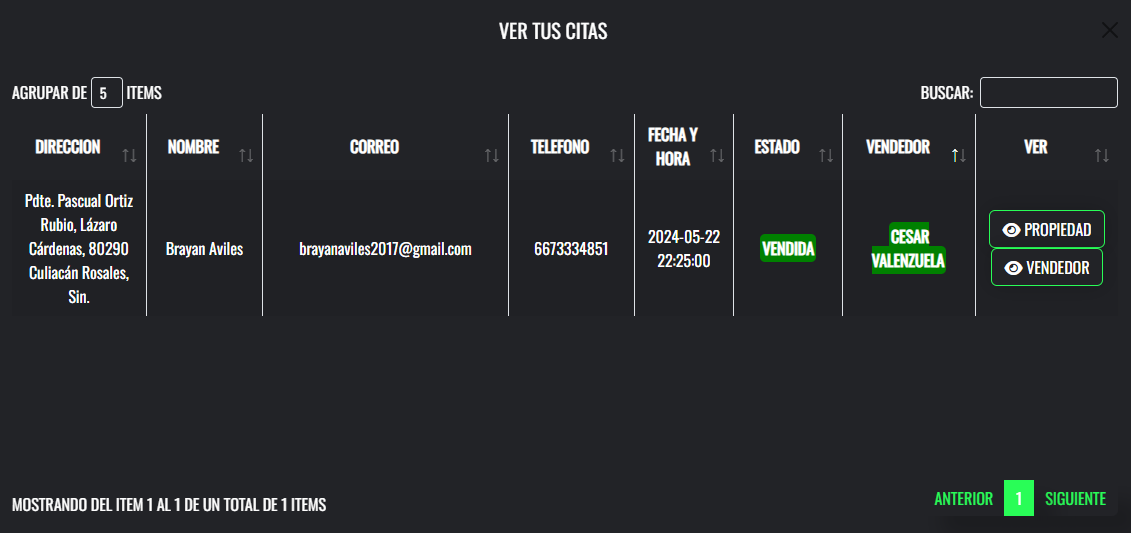 VER TUS CITAS
AGRUPAR DE 5 ITEMS
BUSCAR:
DIRECCION
NOMBRE
CORREO
TELEFONO
FECHA Y
HORA
ESTADO
VENDEDOR
VER
Pdte. Pascual Ortiz
Rubio, Lázaro
Cárdenas, 80290
Culiacán Rosales,
Sin.
Brayan Aviles
brayanaviles2017@gmail.com
6673334851
2024-05-22
22:25:00
VENDIDA
CESAR
VALENZUELA
PROPIEDAD
VENDEDOR
MOSTRANDO DEL ITEM 1 AL 1 DE UN TOTAL DE 1 ITEMS
ANTERIOR 1 SIGUIENTE